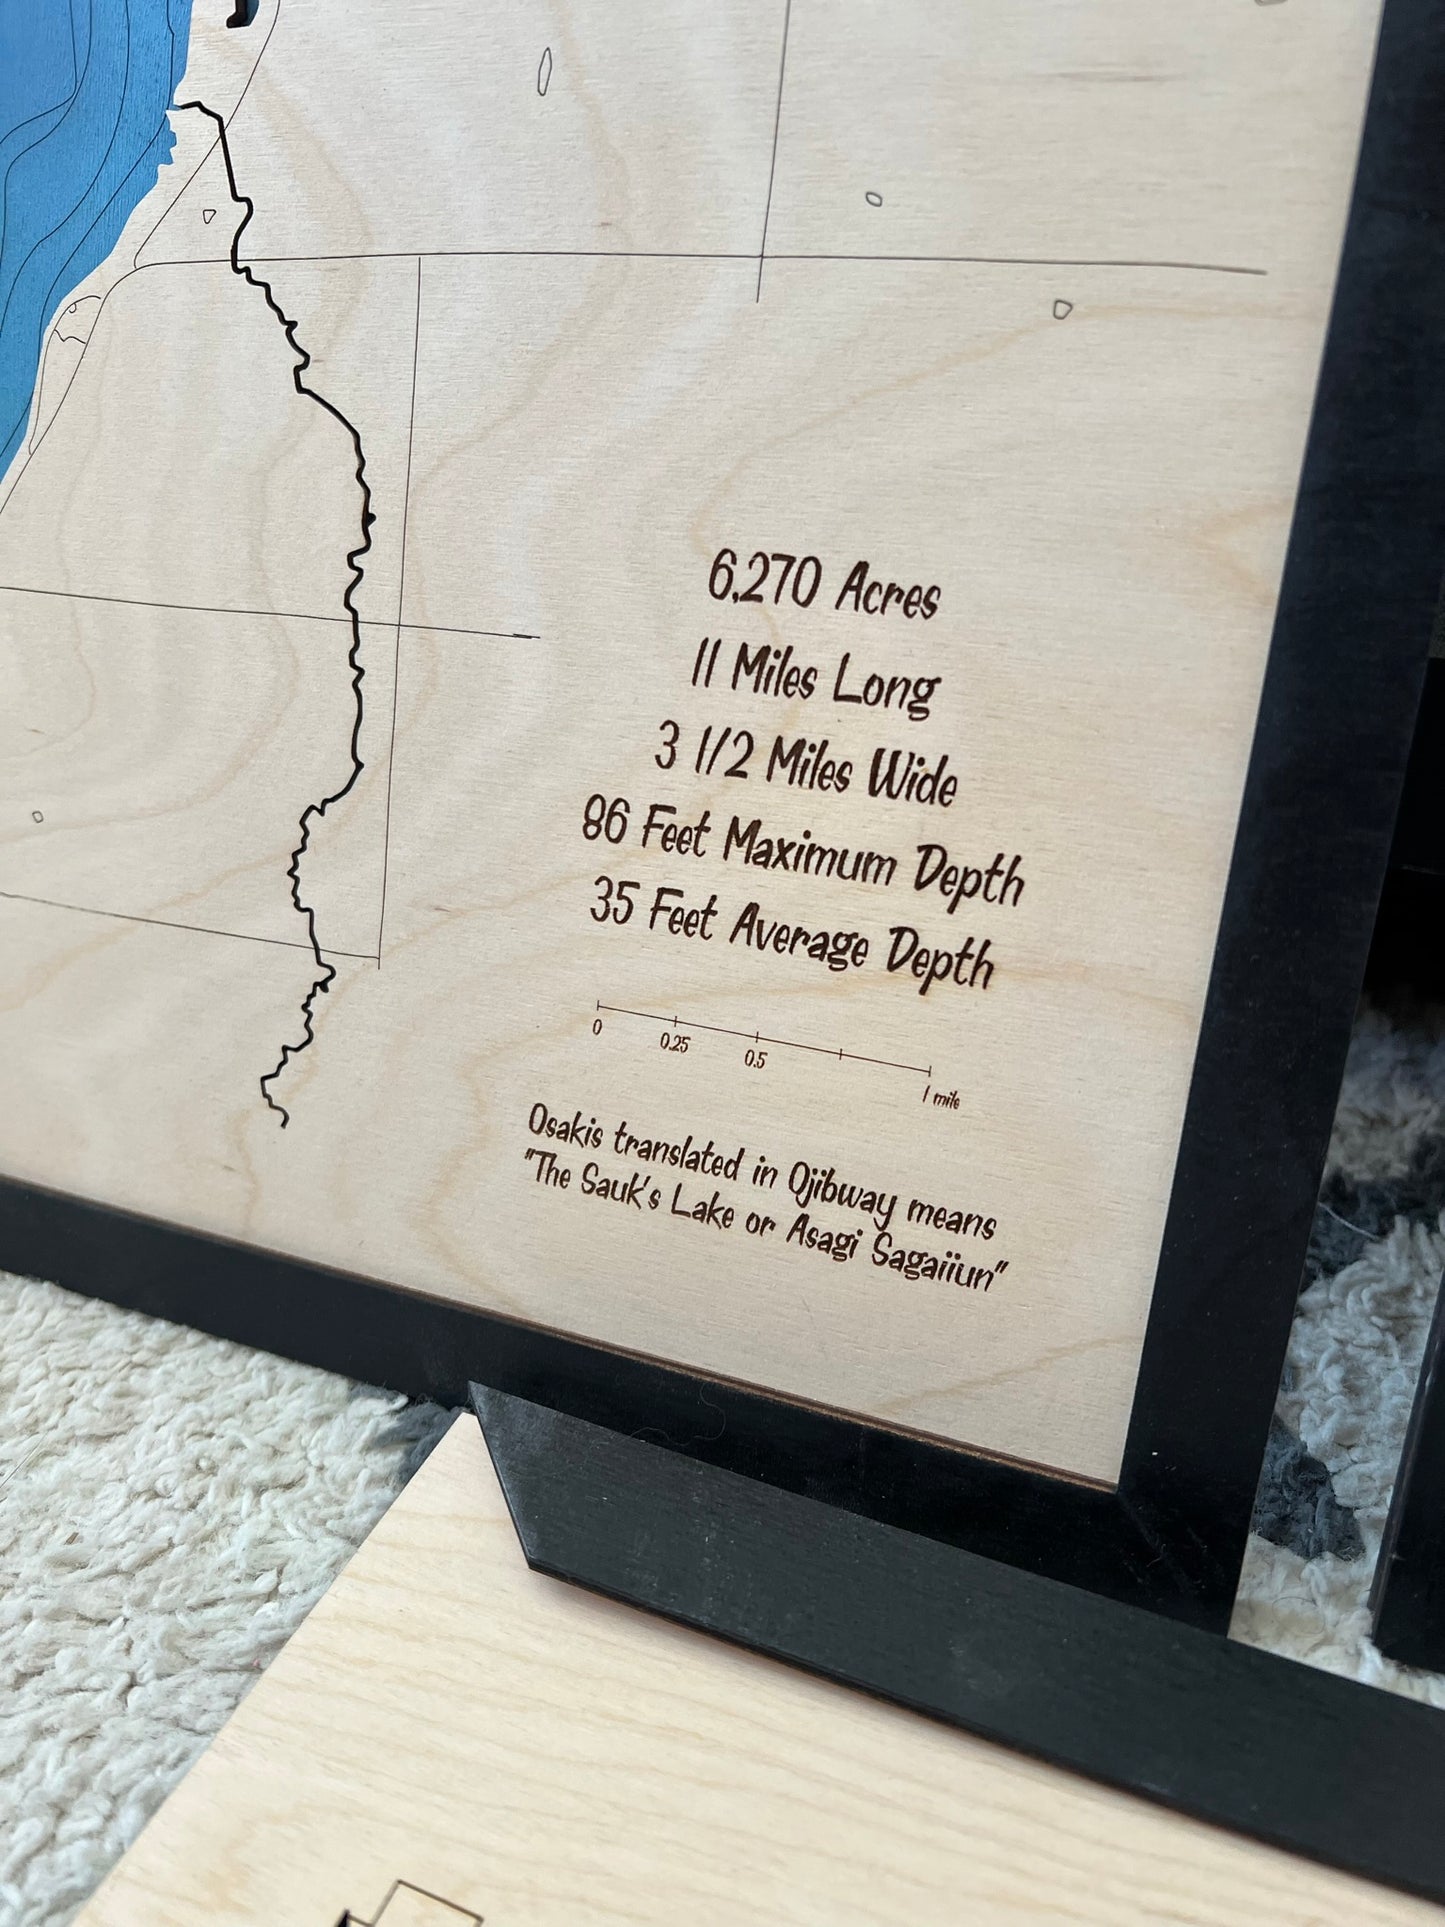 6,270 Acres
11 Miles Long
3 1/2 Miles Wide
86 Feet Maximum Depth
35 Feet Average Depth
0 0.25 0.5 1 mile
Osakis translated in Ojibway means
"The Sauk's Lake or Asagi Sagaiiun"